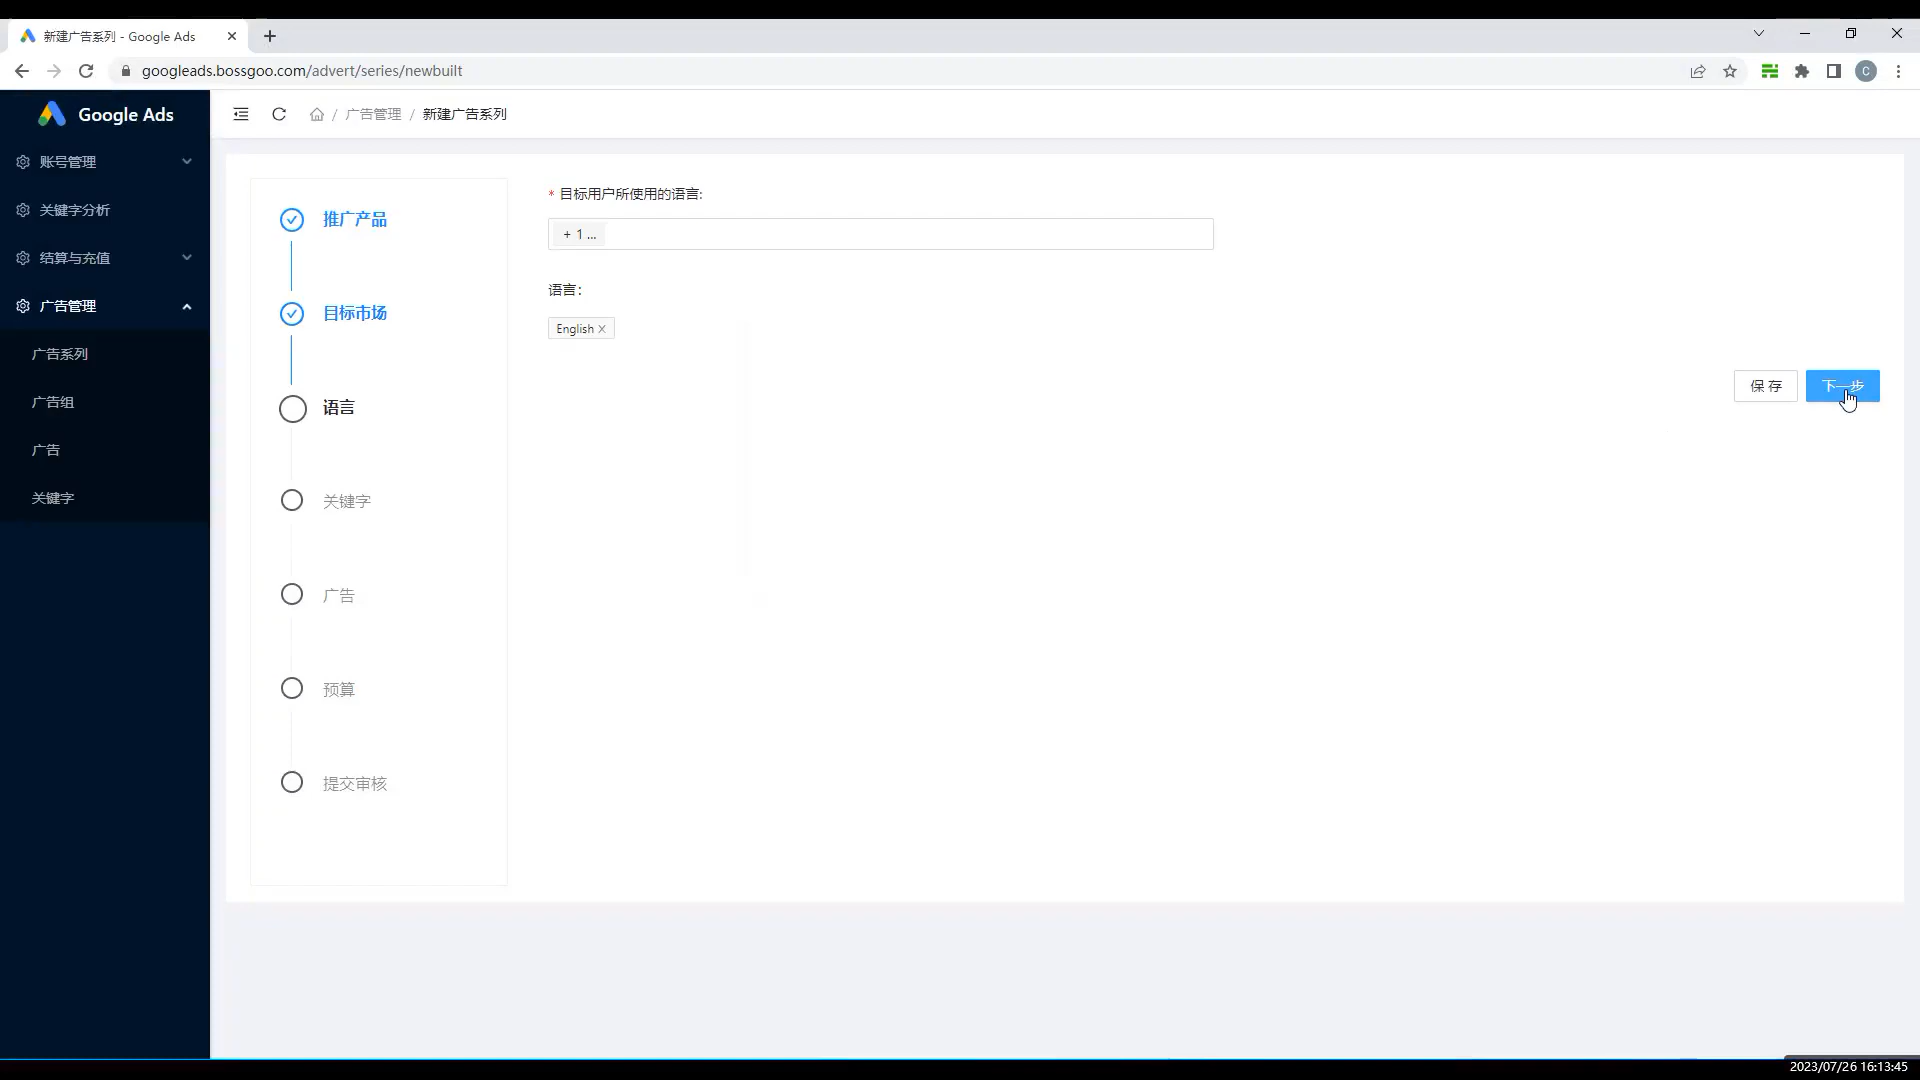 新建广告系列 - Google Ads
googleads.bossgoo.com/advert/series/newbuilt
C
Google Ads
广告管理 / 新建广告系列
账号管理
关键字分析
结算与充值
广告管理
广告系列
广告组
广告
关键字
推广产品
目标市场
语言
关键字
广告
预算
提交审核
* 目标用户所使用的语言:
+ 1 ...
语言:
English
保 存
下一步
2023/07/26 16:13:45